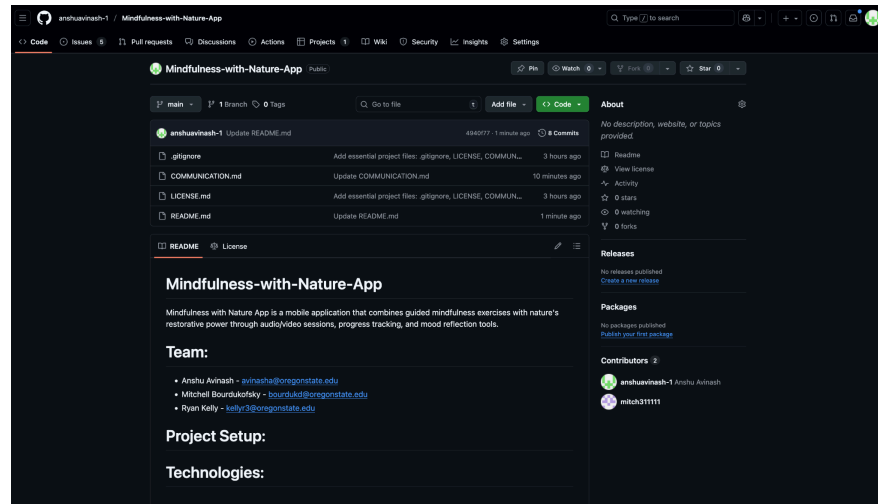 anshuavinash-1 / Mindfulness-with-Nature-App
Q Type / to search
Code Issues 5 Pull requests Discussions Actions Projects 1 Wiki Security Insights Settings
Mindfulness-with-Nature-App Public
Pin Watch 0 Fork 0 Star 0
main 1 Branch 0 Tags Go to file t Add file Code
anshuavinash-1 Update README.md 4940f77 · 1 minute ago 8 Commits
.gitignore Add essential project files: .gitignore, LICENSE, COMMUN... 3 hours ago
COMMUNICATION.md Update COMMUNICATION.md 10 minutes ago
LICENSE.md Add essential project files: .gitignore, LICENSE, COMMUN... 3 hours ago
README.md Update README.md 1 minute ago
README License
Mindfulness-with-Nature-App
Mindfulness with Nature App is a mobile application that combines guided mindfulness exercises with nature's
restorative power through audio/video sessions, progress tracking, and mood reflection tools.
Team:
• Anshu Avinash - avinasha@oregonstate.edu
• Mitchell Bourdukofsky - bourdukd@oregonstate.edu
• Ryan Kelly - kellyr3@oregonstate.edu
Project Setup:
Technologies:
About
No description, website, or topics
provided.
Readme
View license
Activity
0 stars
0 watching
0 forks
Releases
No releases published
Create a new release
Packages
No packages published
Publish your first package
Contributors 2
anshuavinash-1 Anshu Avinash
mitch311111